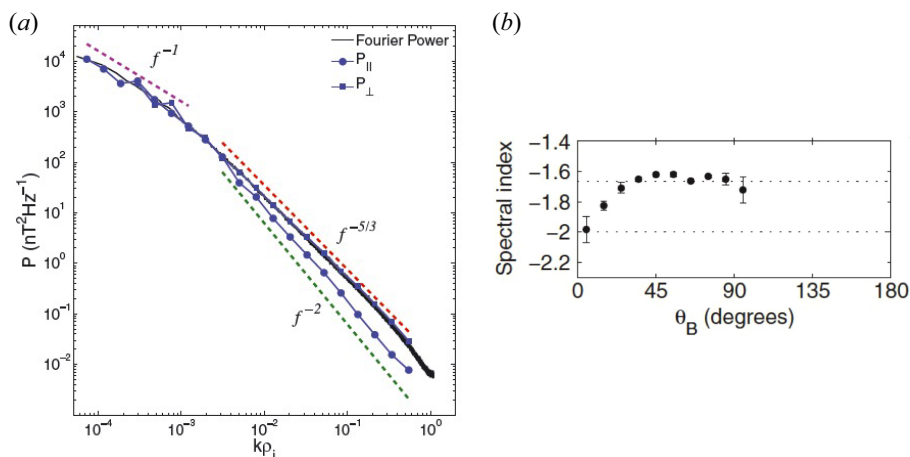 (a)
f⁻¹
Fourier Power
P∥
P⊥
10⁴
10³
10²
10¹
10⁰
10⁻¹
10⁻²
P (nT²Hz⁻¹)
f⁻⁵/³
f⁻²
10⁻⁴
10⁻³
10⁻²
10⁻¹
10⁰
kρᵢ
(b)
−1.4
−1.6
−1.8
−2
−2.2
Spectral index
0
45
90
135
180
θB (degrees)